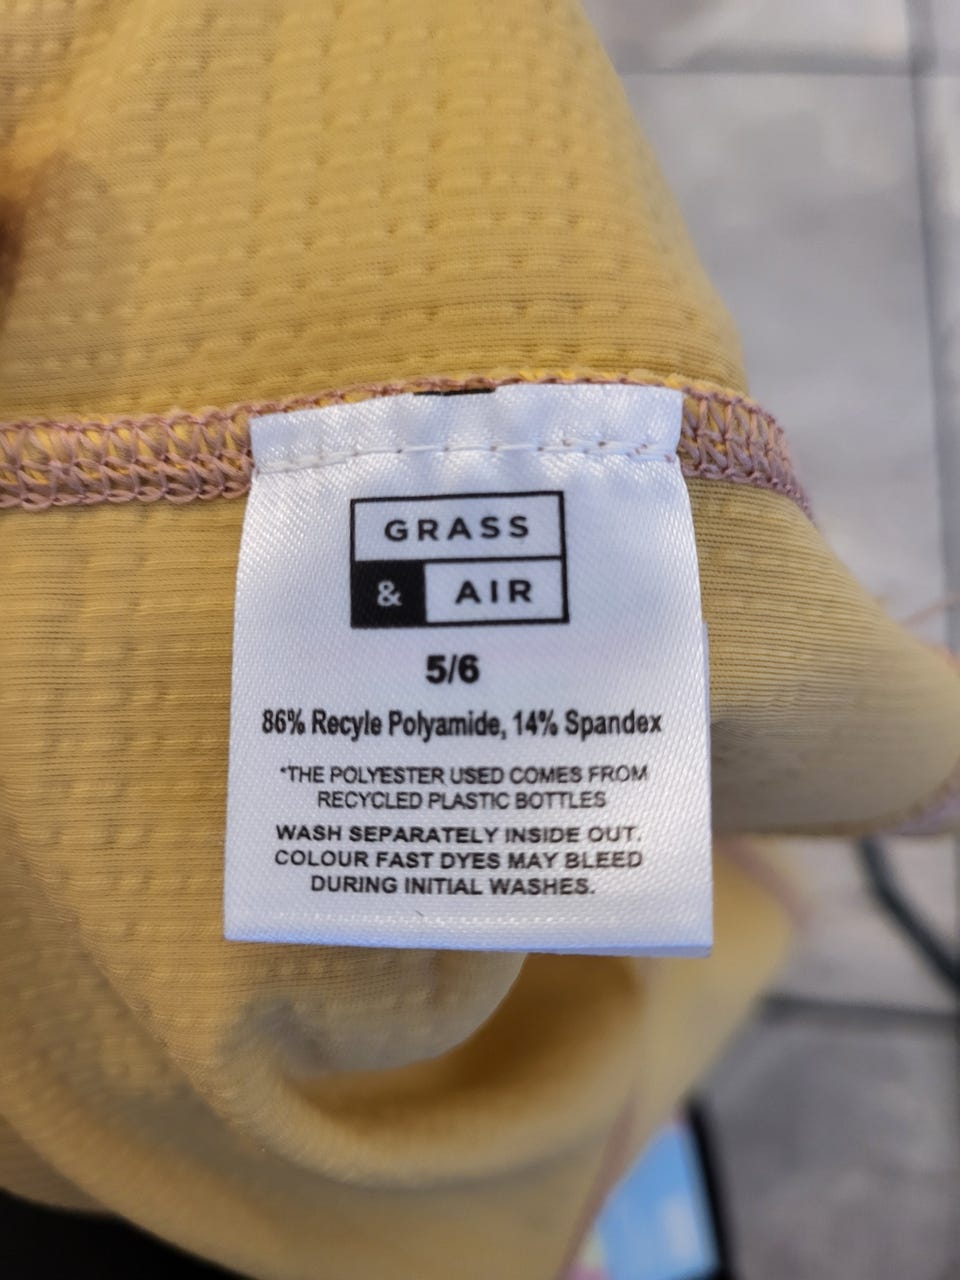 GRASS
& AIR
5/6
86% Recyle Polyamide, 14% Spandex
*THE POLYESTER USED COMES FROM
RECYCLED PLASTIC BOTTLES
WASH SEPARATELY INSIDE OUT.
COLOUR FAST DYES MAY BLEED
DURING INITIAL WASHES.